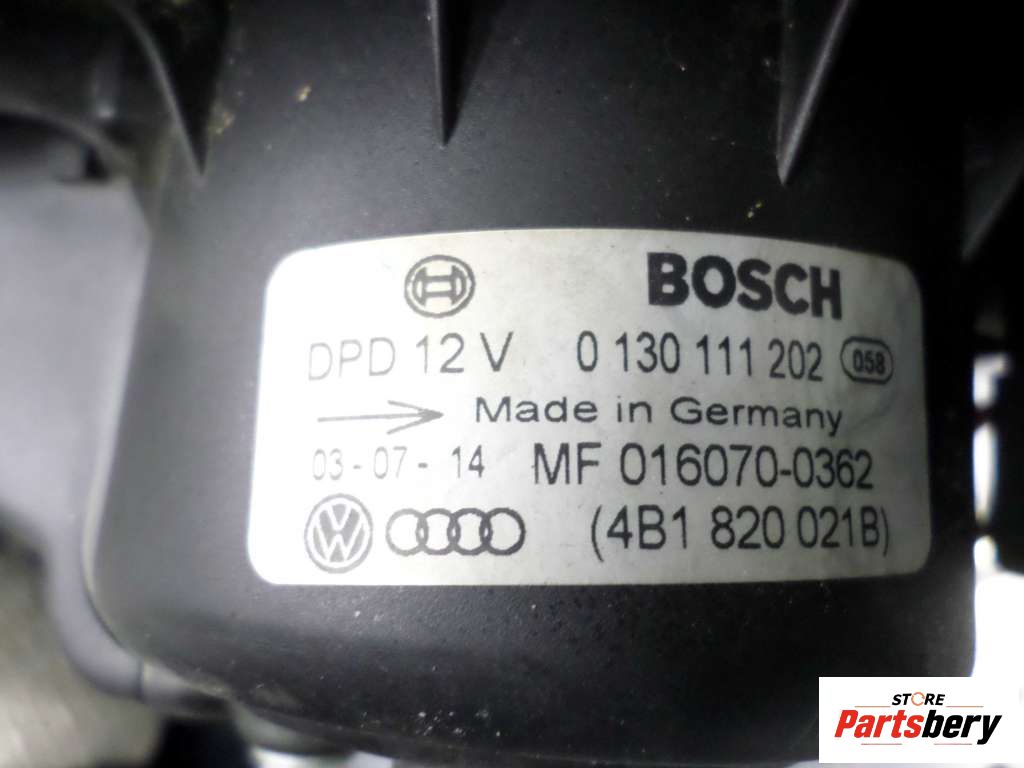 BOSCH
DPD 12 V 0 130 111 202 058
Made in Germany
03-07-14 MF 016070-0362
VW (4B1 820 021B)
STORE
Partsbery